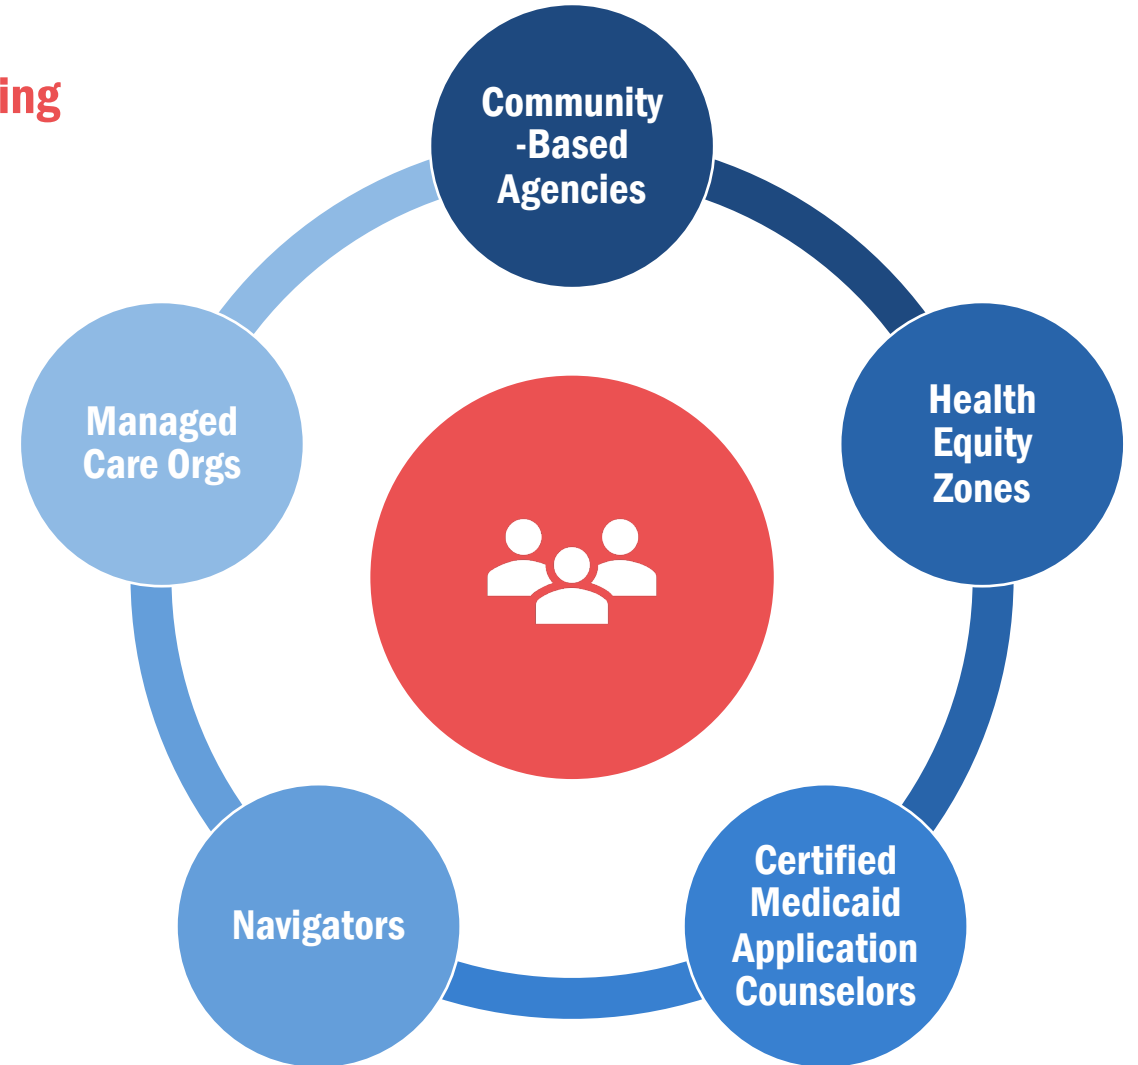 ing
Community
-Based
Agencies
Health
Equity
Zones
Managed
Care Orgs
Certified
Medicaid
Application
Counselors
Navigators